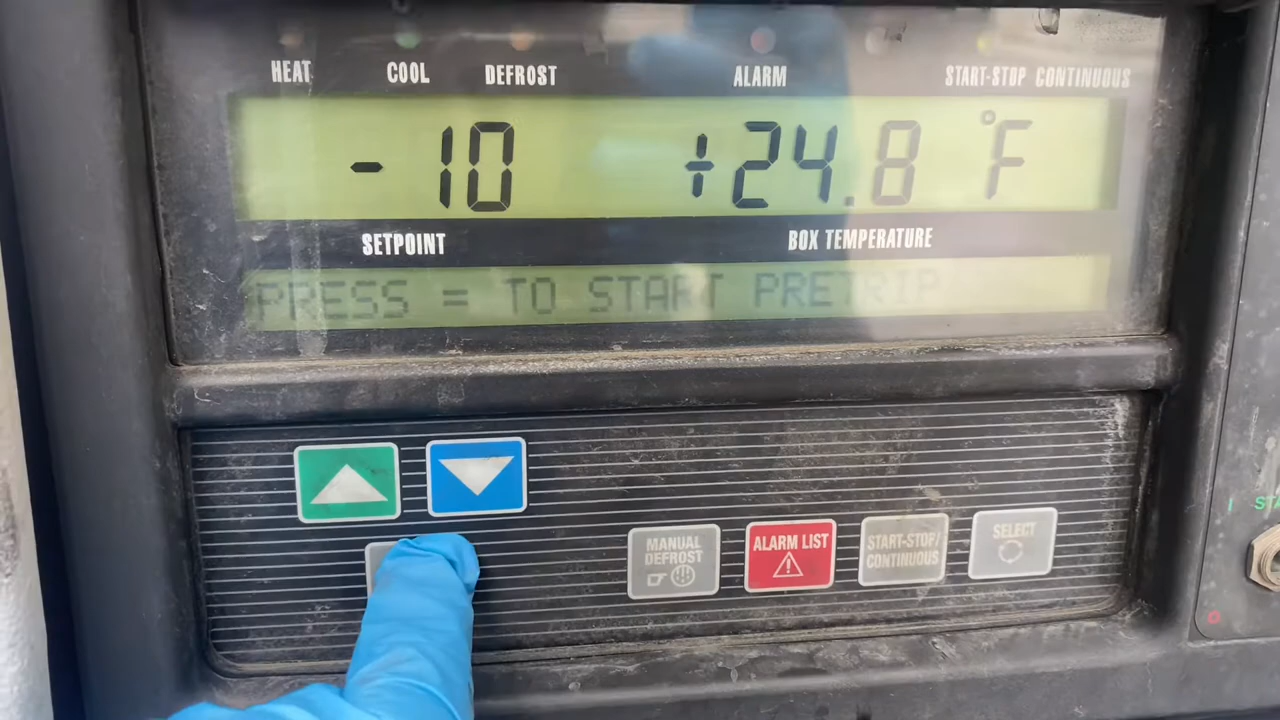 HEAT COOL DEFROST ALARM START-STOP CONTINUOUS
- 10 +24.8 °F
SETPOINT BOX TEMPERATURE
PRESS = TO START PRETRIP
MANUAL DEFROST
ALARM LIST
START-STOP/ CONTINUOUS
SELECT
I
O